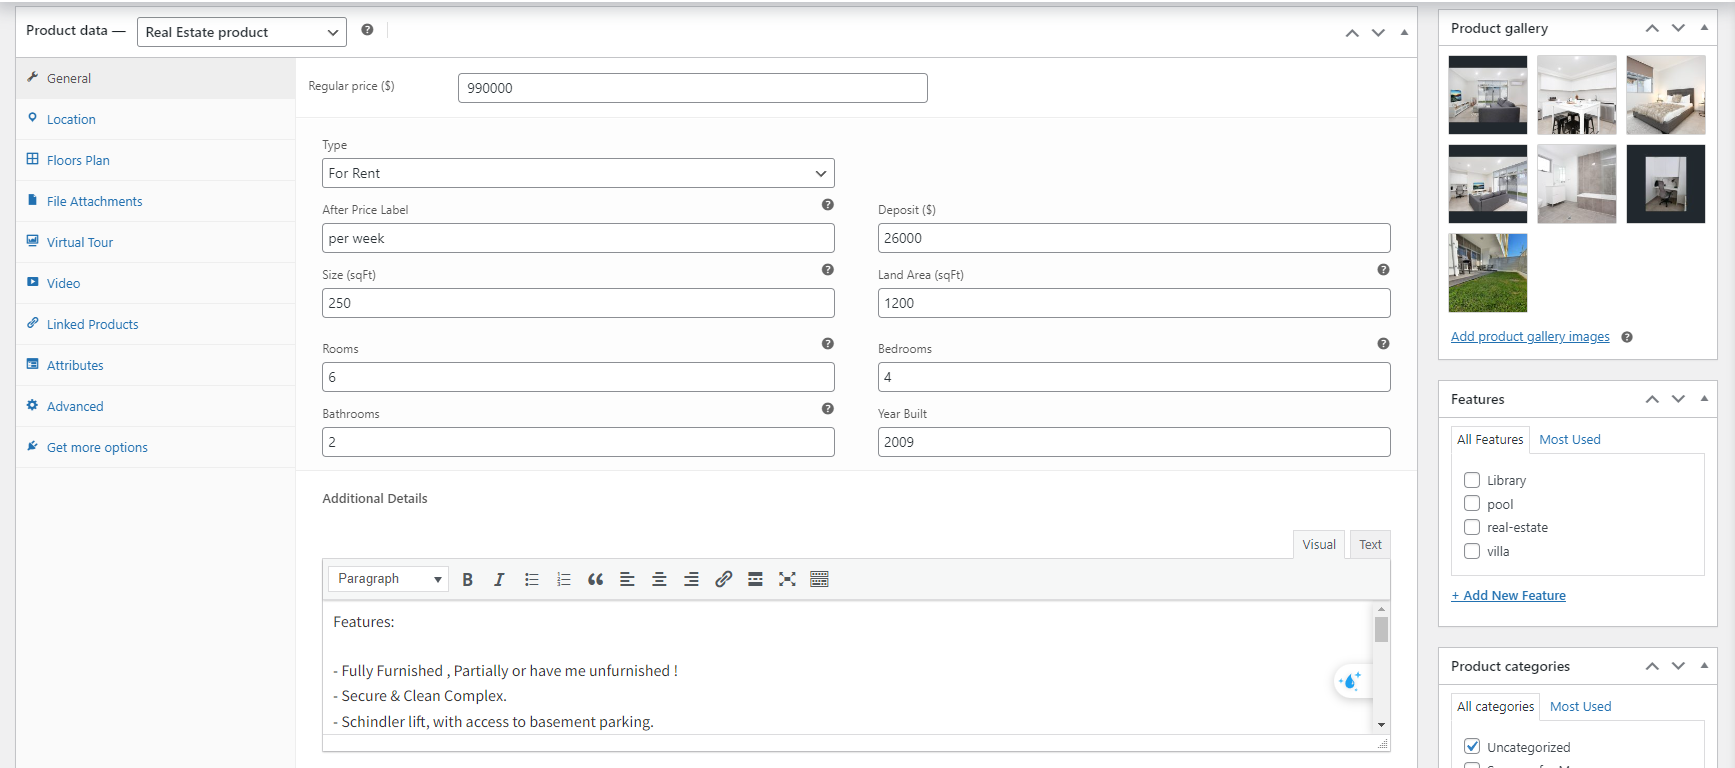 Product data — Real Estate product
General
Location
Floors Plan
File Attachments
Virtual Tour
Video
Linked Products
Attributes
Advanced
Get more options
Regular price ($) 990000
Type
For Rent
After Price Label Deposit ($)
per week 26000
Size (sqFt) Land Area (sqFt)
250 1200
Rooms Bedrooms
6 4
Bathrooms Year Built
2 2009
Additional Details
Visual Text
Paragraph
Features:
- Fully Furnished , Partially or have me unfurnished !
- Secure & Clean Complex.
- Schindler lift, with access to basement parking.
Product gallery
Add product gallery images
Features
All Features Most Used
Library
pool
real-estate
villa
+ Add New Feature
Product categories
All categories Most Used
Uncategorized